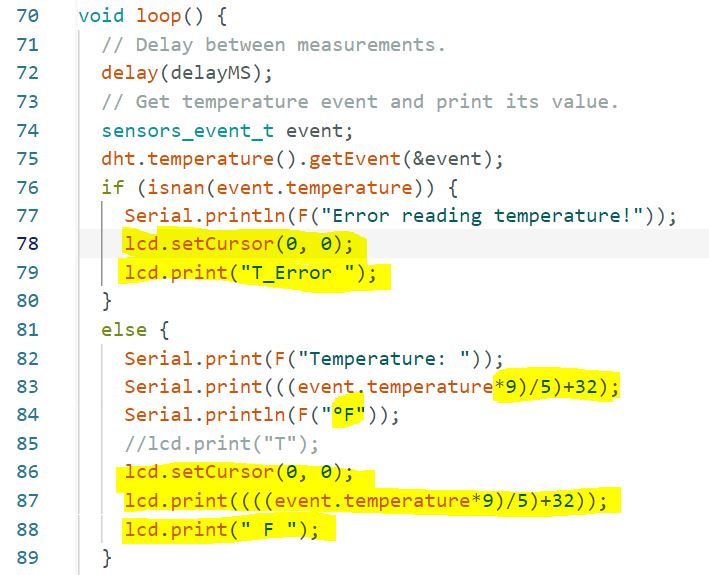 70 void loop() {
71 // Delay between measurements.
72 delay(delayMS);
73 // Get temperature event and print its value.
74 sensors_event_t event;
75 dht.temperature().getEvent(&event);
76 if (isnan(event.temperature)) {
77 Serial.println(F("Error reading temperature!"));
78 lcd.setCursor(0, 0);
79 lcd.print("T_Error ");
80 }
81 else {
82 Serial.print(F("Temperature: "));
83 Serial.print(((event.temperature*9)/5)+32);
84 Serial.println(F("°F"));
85 //lcd.print("T");
86 lcd.setCursor(0, 0);
87 lcd.print((((event.temperature*9)/5)+32));
88 lcd.print(" F ");
89 }